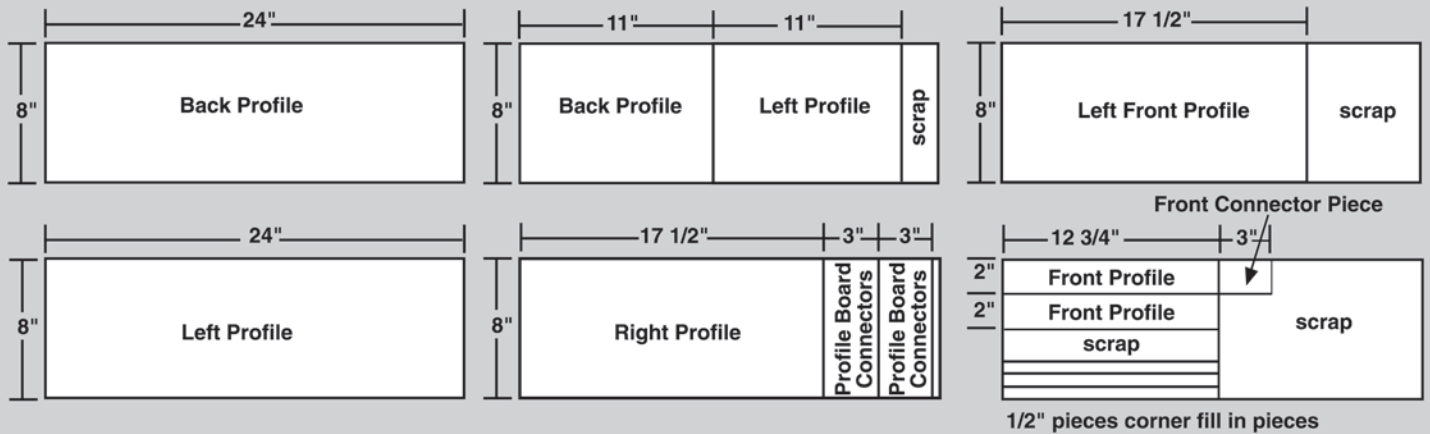 24"
8"
Back Profile
11"
11"
8"
Back Profile
Left Profile
scrap
17 1/2"
8"
Left Front Profile
scrap
24"
8"
Left Profile
17 1/2"
3"
3"
8"
Right Profile
Profile Board
Connectors
Profile Board
Connectors
Front Connector Piece
12 3/4"
3"
2"
Front Profile
2"
Front Profile
scrap
scrap
1/2" pieces corner fill in pieces